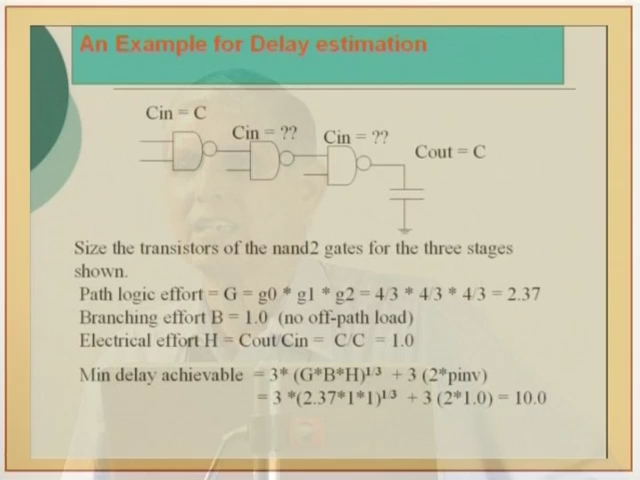 An Example for Delay estimation
Cin = C
Cin = ??
Cin = ??
Cout = C
Size the transistors of the nand2 gates for the three stages
shown.
Path logic effort = G = g0 * g1 * g2 = 4/3 * 4/3 * 4/3 = 2.37
Branching effort B = 1.0 (no off-path load)
Electrical effort H = Cout/Cin = C/C = 1.0
Min delay achievable = 3* (G*B*H)1/3 + 3 (2*pinv)
= 3 *(2.37*1*1)1/3 + 3 (2*1.0) = 10.0